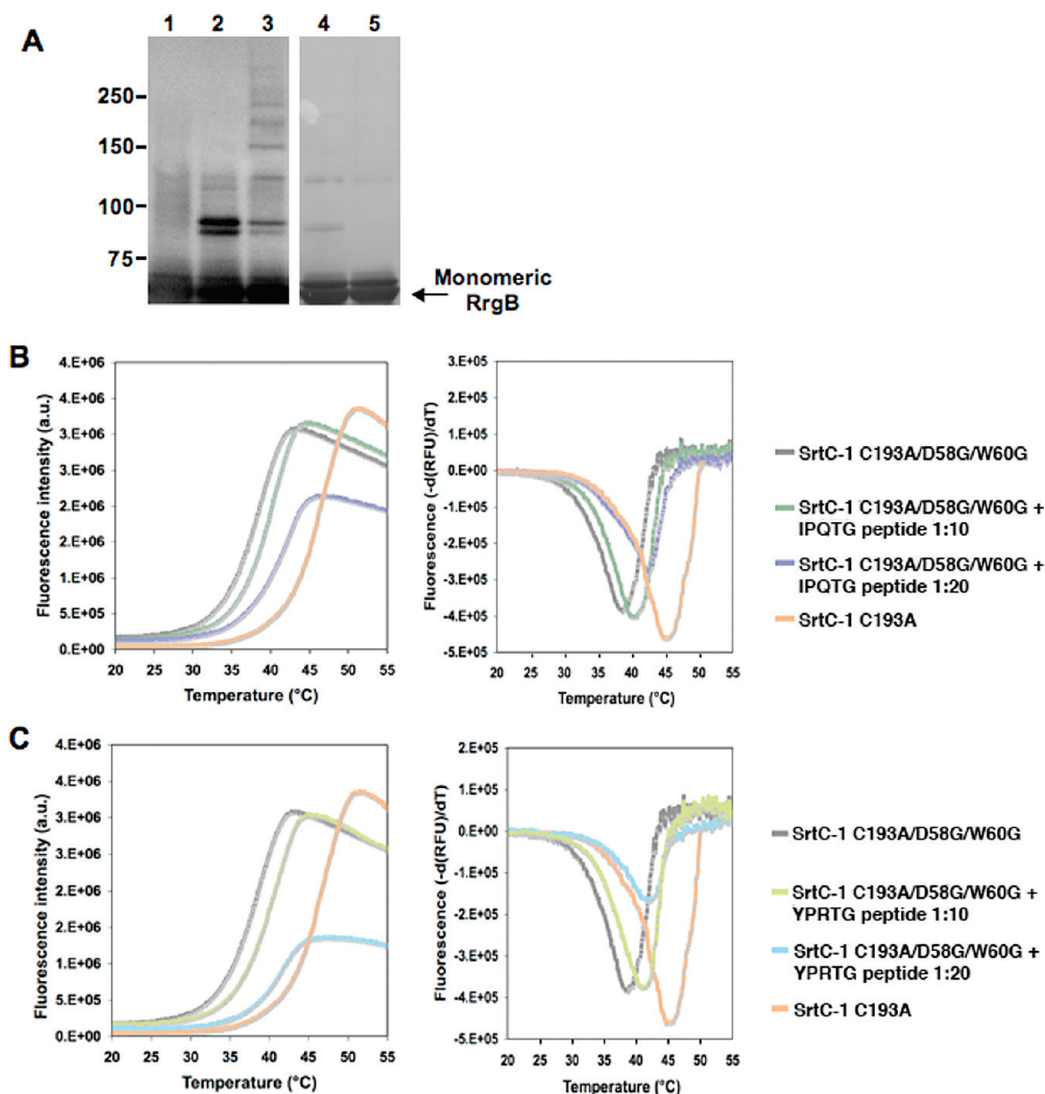 A
1 2 3 4 5
250
150
100
75
Monomeric
RrgB
B
Fluorescence intensity (a.u.)
4.E+06
4.E+06
3.E+06
3.E+06
2.E+06
2.E+06
1.E+06
5.E+05
0.E+00
20 25 30 35 40 45 50 55
Temperature (°C)
Fluorescence (-d(RFU)/dT)
3.E+05
2.E+05
1.E+05
0.E+00
-1.E+05
-2.E+05
-3.E+05
-4.E+05
-5.E+05
20 25 30 35 40 45 50 55
Temperature (°C)
SrtC-1 C193A/D58G/W60G
SrtC-1 C193A/D58G/W60G +
IPQTG peptide 1:10
SrtC-1 C193A/D58G/W60G +
IPQTG peptide 1:20
SrtC-1 C193A
C
Fluorescence intensity (a.u.)
4.E+06
4.E+06
3.E+06
3.E+06
2.E+06
2.E+06
1.E+06
5.E+05
0.E+00
20 25 30 35 40 45 50 55
Temperature (°C)
Fluorescence (-d(RFU)/dT)
2.E+05
1.E+05
0.E+00
-1.E+05
-2.E+05
-3.E+05
-4.E+05
-5.E+05
20 25 30 35 40 45 50 55
Temperature (°C)
SrtC-1 C193A/D58G/W60G
SrtC-1 C193A/D58G/W60G +
YPRTG peptide 1:10
SrtC-1 C193A/D58G/W60G +
YPRTG peptide 1:20
SrtC-1 C193A